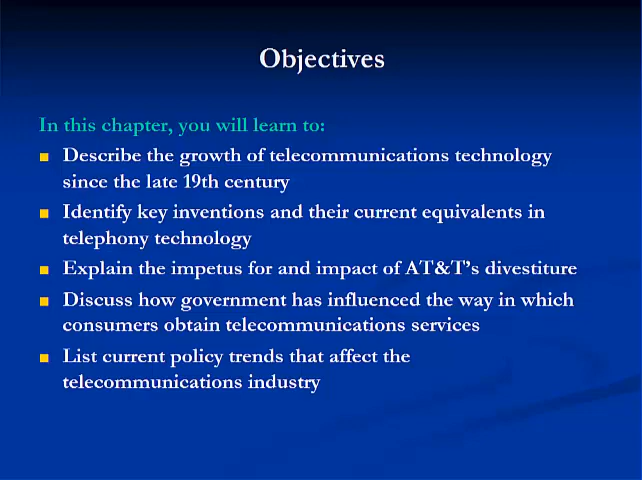 Objectives
In this chapter, you will learn to:
Describe the growth of telecommunications technology
since the late 19th century
Identify key inventions and their current equivalents in
telephony technology
Explain the impetus for and impact of AT&T’s divestiture
Discuss how government has influenced the way in which
consumers obtain telecommunications services
List current policy trends that affect the
telecommunications industry